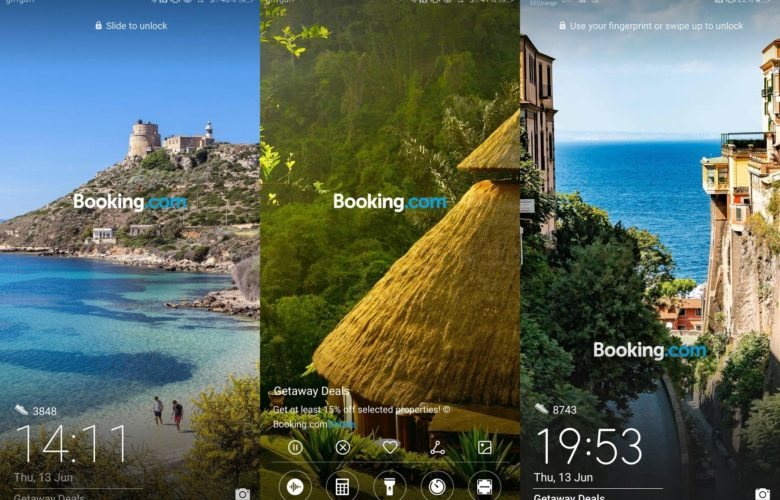 Slide to unlock
Booking.com
3848
14:11
Thu, 13 Jun
Getaway Deals
Booking.com
Getaway Deals
Get at least 15% off selected properties! ©
Booking.comDetails
Use your fingerprint or swipe up to unlock
Booking.com
8743
19:53
Thu, 13 Jun
Getaway Deals